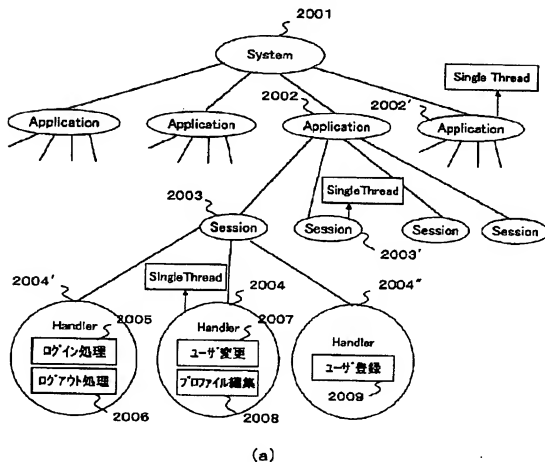 2001
System
Single Thread
2002
2002'
Application
Application
Application
Application
2003
SingleThread
Session
Session
Session
Session
2003'
2004'
SingleThread
2004
2004"
Handler
2005
Handler
2007
Handler
ログイン処理
ユーザ変更
ユーザ登録
ログアウト処理
プロファイル編集
2009
2006
2008
(a)